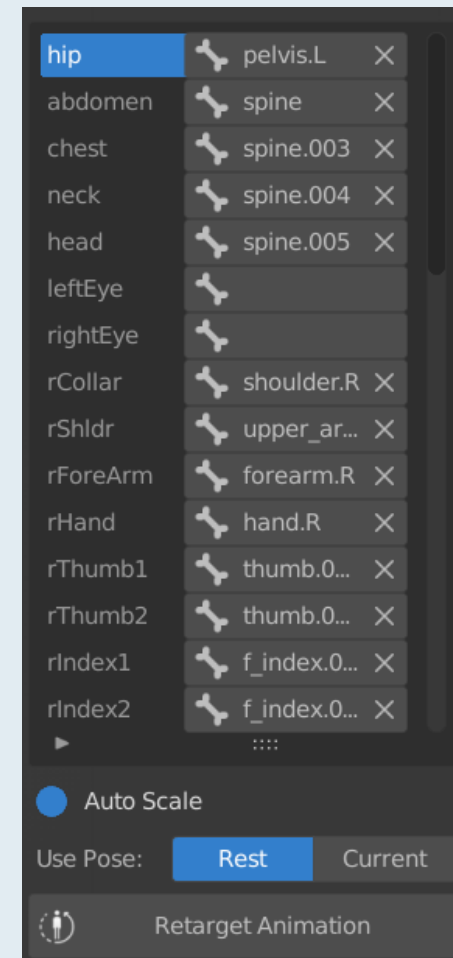 hip pelvis.L
abdomen spine
chest spine.003
neck spine.004
head spine.005
leftEye
rightEye
rCollar shoulder.R
rShldr upper_ar...
rForeArm forearm.R
rHand hand.R
rThumb1 thumb.0...
rThumb2 thumb.0...
rIndex1 f_index.0...
rIndex2 f_index.0...
Auto Scale
Use Pose: Rest Current
Retarget Animation